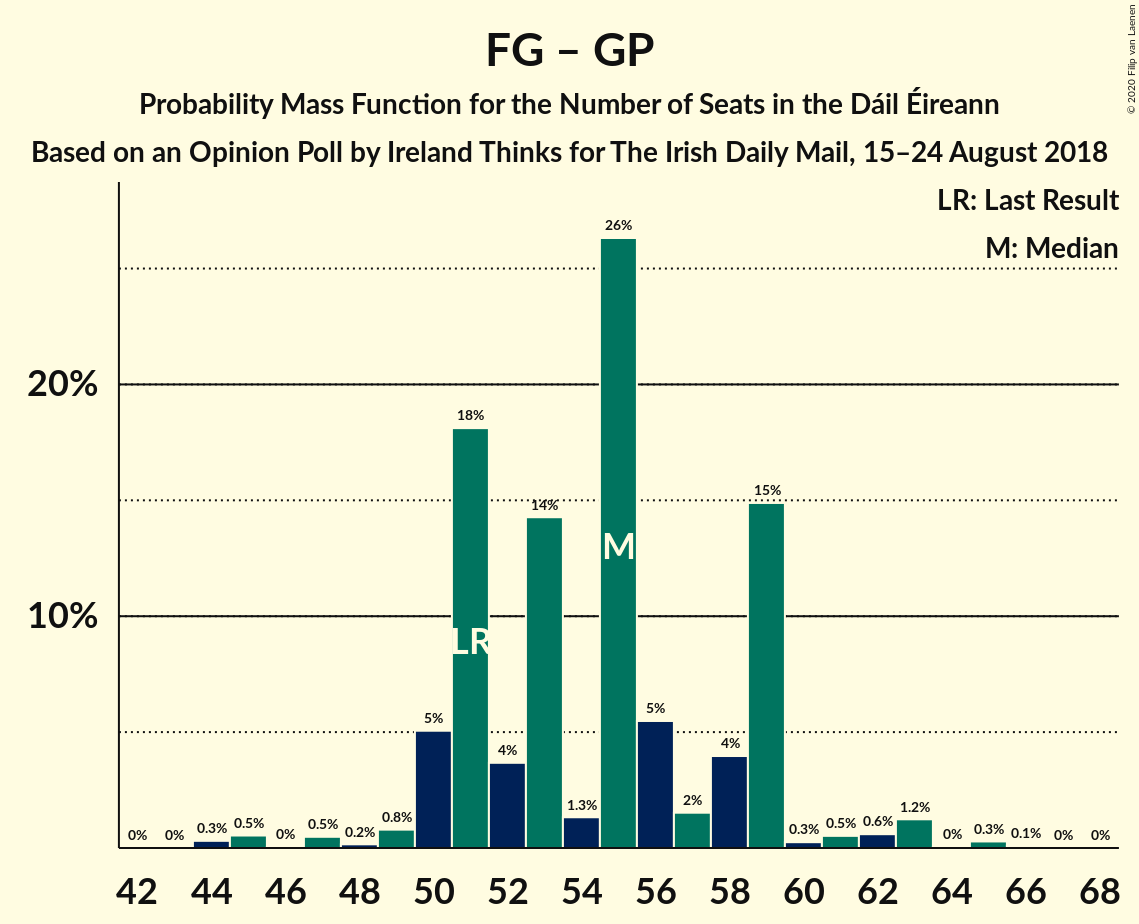 FG – GP
Probability Mass Function for the Number of Seats in the Dáil Éireann
Based on an Opinion Poll by Ireland Thinks for The Irish Daily Mail, 15–24 August 2018
© 2020 Filip van Laenen
LR: Last Result
M: Median
20%
10%
0% 0% 0.3% 0.5% 0% 0.5% 0.2% 0.8% 5% 18% 4% 14% 1.3% 26% 5% 2% 4% 15% 0.3% 0.5% 0.6% 1.2% 0% 0.3% 0.1% 0% 0%
LR
M
42 44 46 48 50 52 54 56 58 60 62 64 66 68